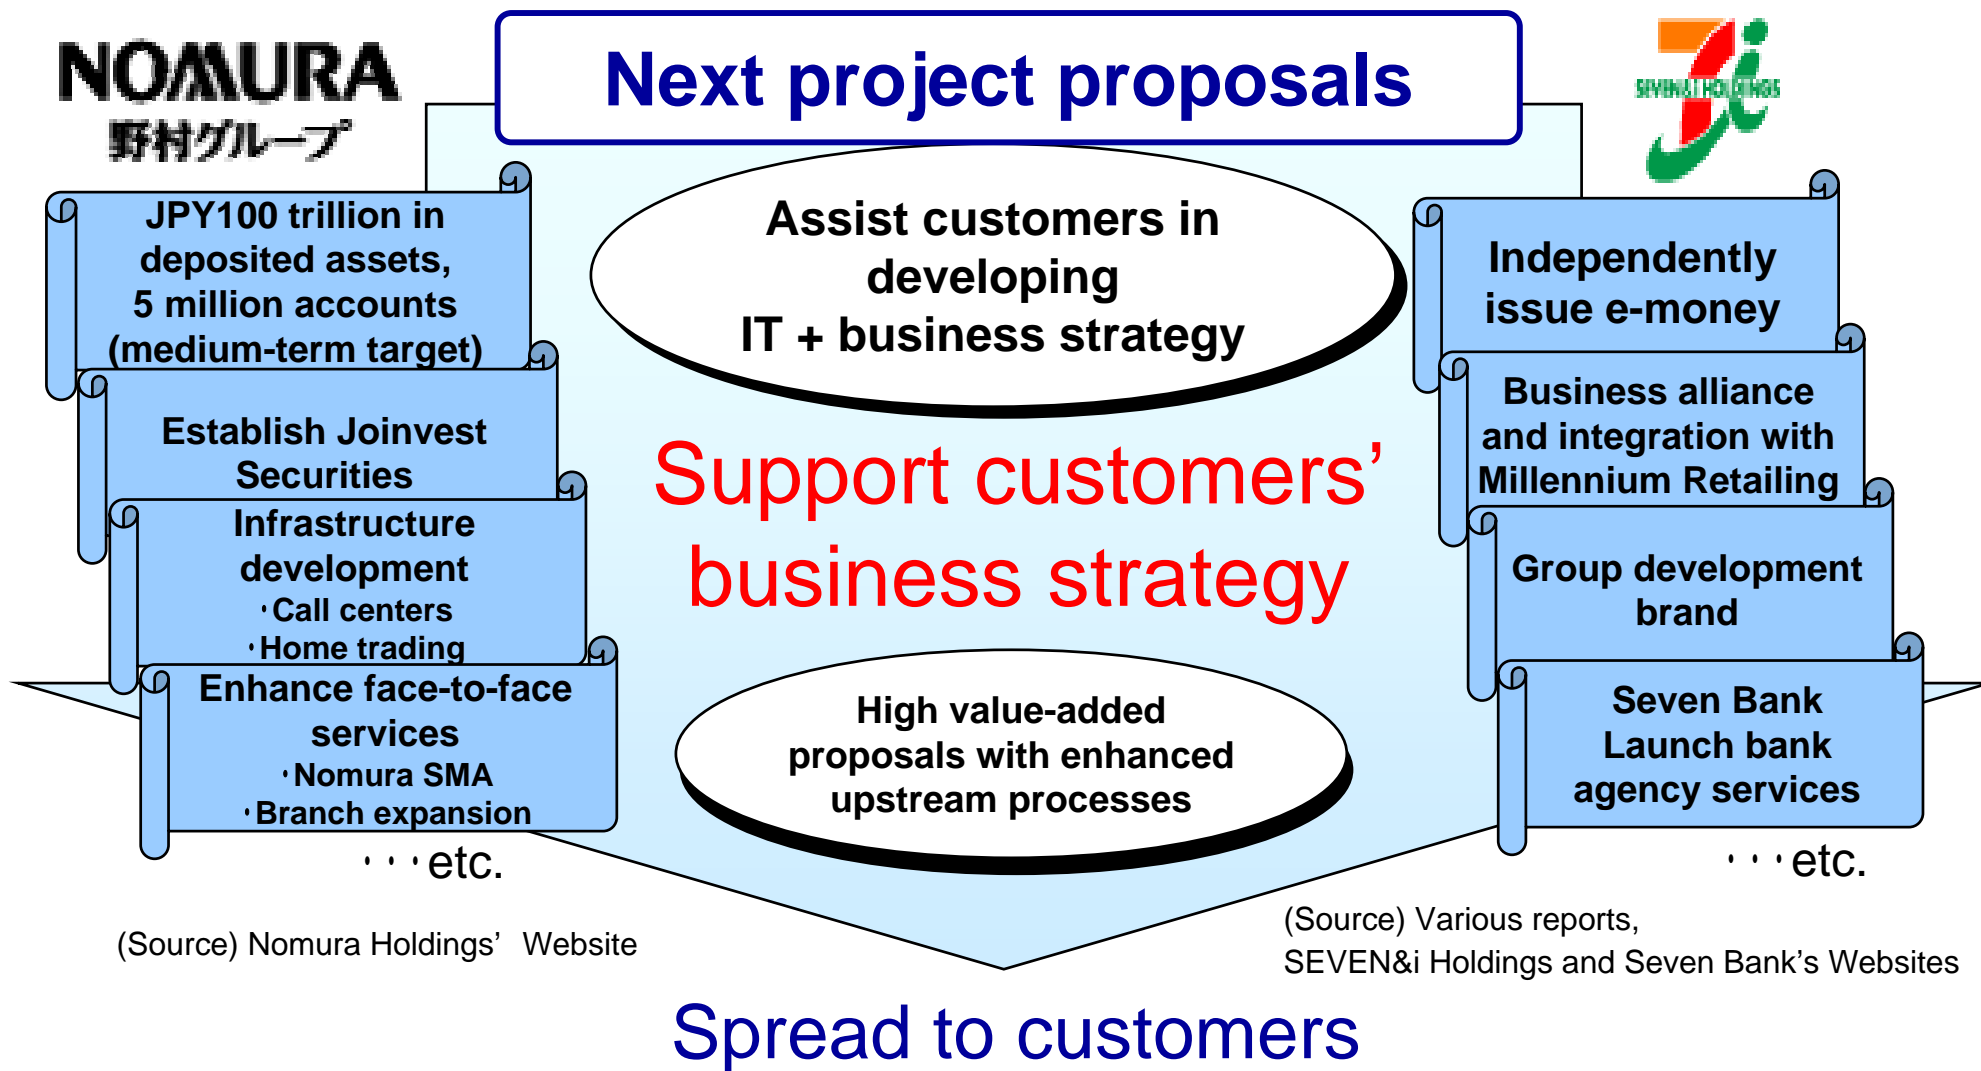 Next project proposals
NOMURA
野村グループ
JPY100 trillion in
deposited assets,
5 million accounts
(medium-term target)
Establish Joinvest
Securities
Infrastructure
development
・Call centers
・Home trading
Enhance face-to-face
services
・Nomura SMA
・Branch expansion
・・・etc.
(Source) Nomura Holdings’ Website
Assist customers in
developing
IT + business strategy
Support customers’
business strategy
High value-added
proposals with enhanced
upstream processes
SEVEN&i HOLDINGS
Independently
issue e-money
Business alliance
and integration with
Millennium Retailing
Group development
brand
Seven Bank
Launch bank
agency services
・・・etc.
(Source) Various reports,
SEVEN&i Holdings and Seven Bank’s Websites
Spread to customers